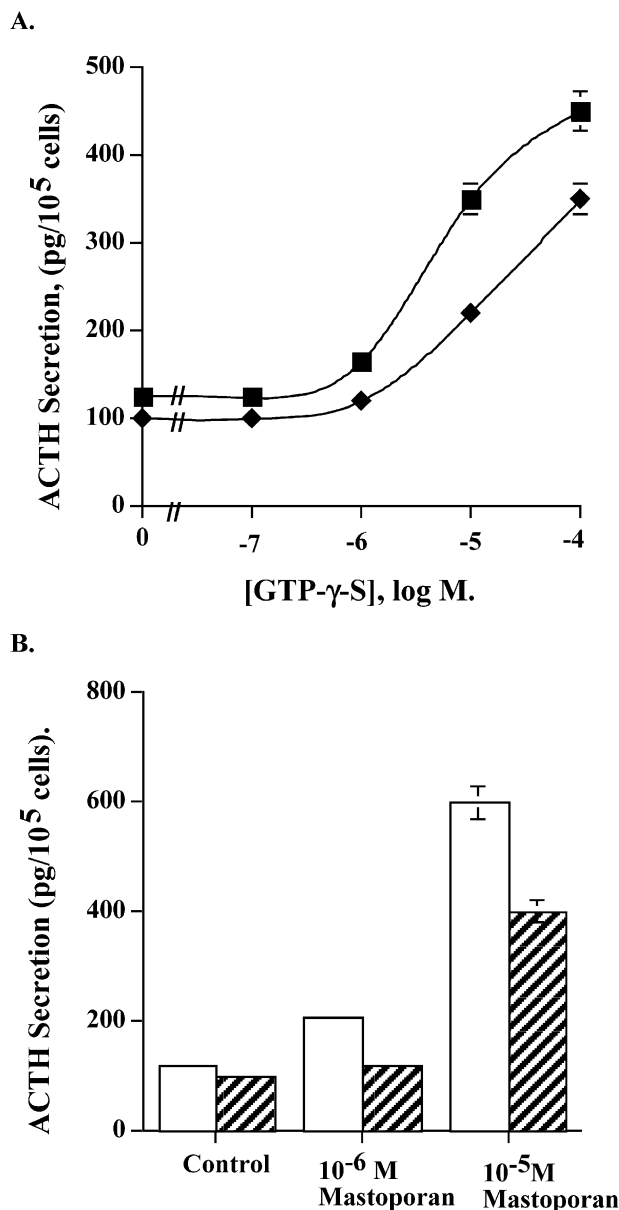 A.
ACTH Secretion, (pg/10⁵ cells)
500
400
300
200
100
0
0
-7
-6
-5
-4
[GTP-γ-S], log M.
B.
ACTH Secretion (pg/10⁵ cells).
800
600
400
200
0
Control
10⁻⁶ M
Mastoporan
10⁻⁵M
Mastoporan